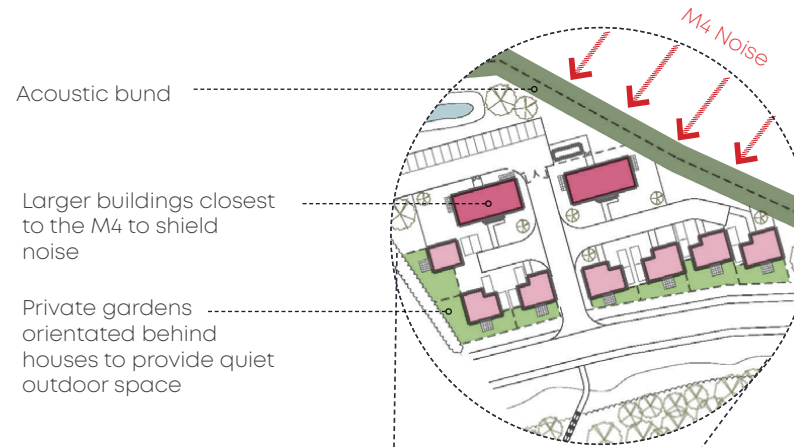 M4 Noise
Acoustic bund
Larger buildings closest
to the M4 to shield
noise
Private gardens
orientated behind
houses to provide quiet
outdoor space